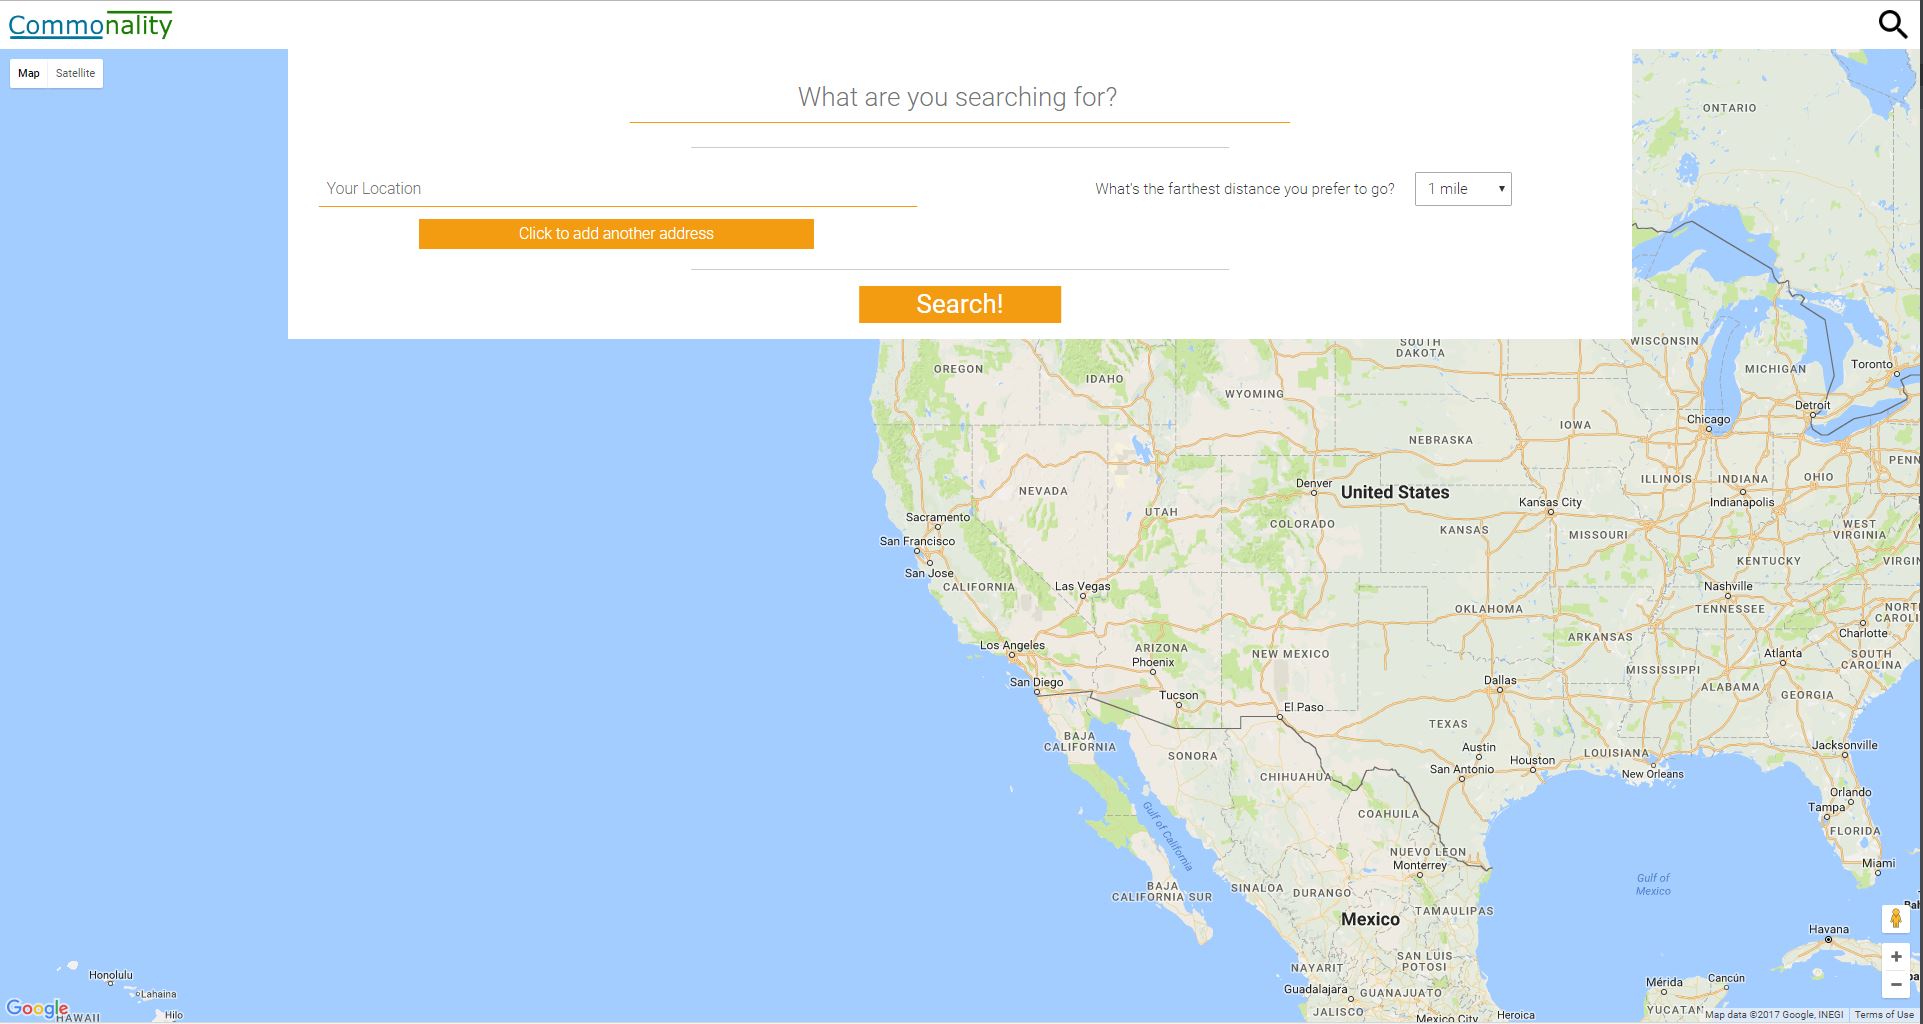 Commonality
Map Satellite
What are you searching for?
Your Location
What's the farthest distance you prefer to go? 1 mile
Click to add another address
Search!
ONTARIO
SOUTH
DAKOTA
WISCONSIN
MICHIGAN
Toronto
OREGON
IDAHO
WYOMING
Detroit
Chicago
IOWA
NEBRASKA
PENN
NEVADA
Denver
United States
ILLINOIS
INDIANA
OHIO
Kansas City
Indianapolis
UTAH
COLORADO
KANSAS
MISSOURI
WEST
VIRGINIA
Sacramento
San Francisco
San Jose
CALIFORNIA
Las Vegas
KENTUCKY
VIRGIN
Nashville
TENNESSEE
OKLAHOMA
NORT
CAROLI
Charlotte
ARKANSAS
Los Angeles
ARIZONA
Phoenix
NEW MEXICO
Atlanta
SOUTH
CAROLINA
MISSISSIPPI
San Diego
Dallas
ALABAMA
GEORGIA
Tucson
El Paso
TEXAS
BAJA
CALIFORNIA
SONORA
Austin
Jacksonville
LOUISIANA
Houston
San Antonio
New Orleans
CHIHUAHUA
Orlando
Tampa
Gulf of California
COAHUILA
FLORIDA
NUEVO LEON
Monterrey
Miami
Gulf of
Mexico
BAJA
CALIFORNIA SUR
SINALOA
DURANGO
Mexico
TAMAULIPAS
Bah
Havana
SAN LUIS
POTOSI
NAYARIT
Honolulu
Lahaina
Mérida
Cancún
Guadalajara
GUANAJUATO
Google
HAWAII
Hilo
JALISCO
Mexico City
Heroica
YUCATAN
Map data ©2017 Google, INEGI Terms of Use